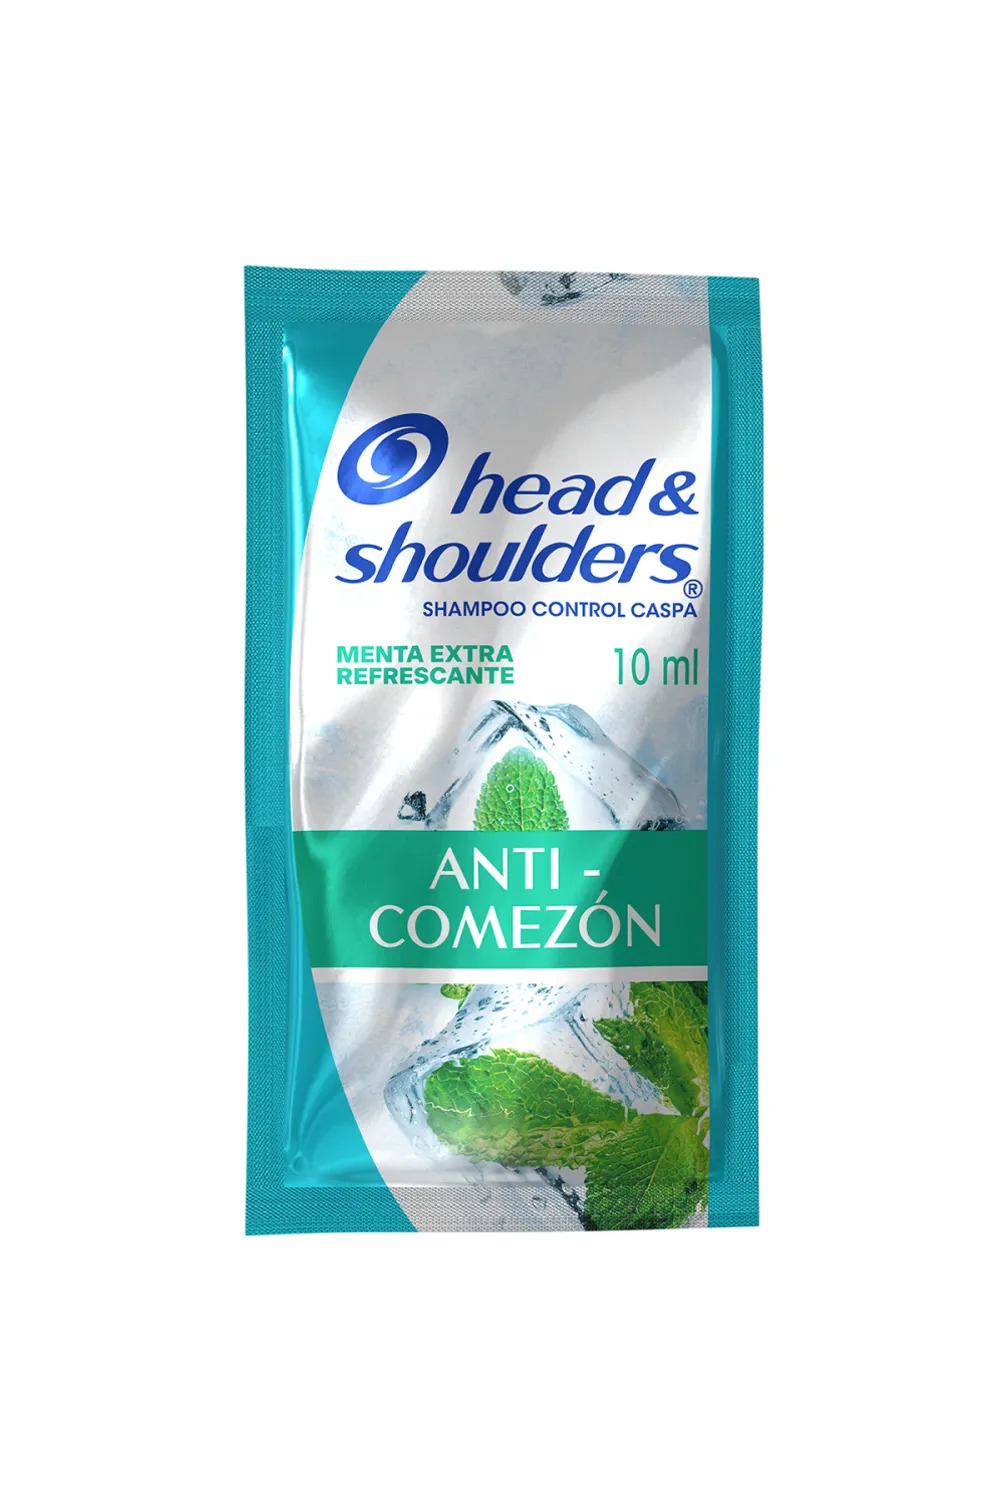 head &
shoulders®
SHAMPOO CONTROL CASPA
MENTA EXTRA
REFRESCANTE
10 ml
ANTI -
COMEZÓN